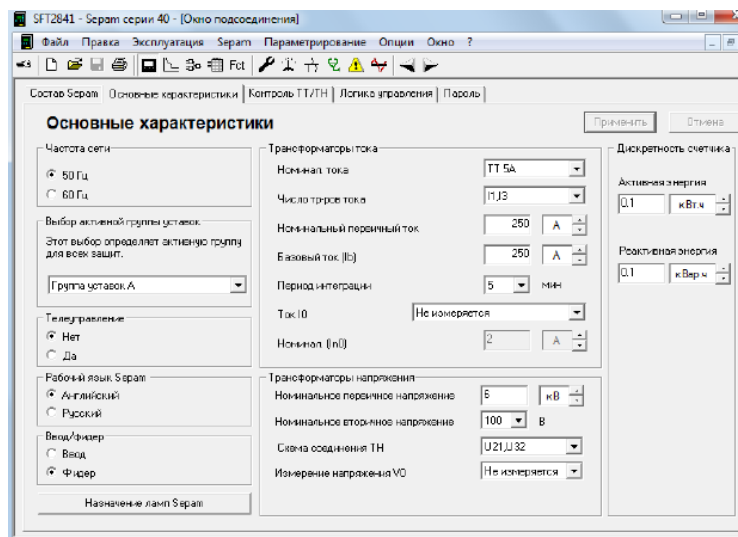 SFT2841 - Sepam серии 40 - [Окно подсоединения]
Файл Правка Эксплуатация Sepam Параметрирование Опции Окно ?
Fct
Состав Sepam Основные характеристики Контроль ТТ/ТН Логика управления Пароль
Основные характеристики
Применить Отмена
Частота сети
50 Гц
60 Гц
Выбор активной группы уставок
Этот выбор определяет активную группу
для всех защит.
Группа уставок А
Телеуправление
Нет
Да
Рабочий язык Sepam
Английский
Русский
Ввод/фидер
Ввод
Фидер
Назначение ламп Sepam
Трансформаторы тока
Номинал. тока ТТ 5А
Число тр-ров тока I1,I3
Номинальный первичный ток 250 А
Базовый ток (Ib) 250 А
Период интеграции 5 мин
Ток I0 Не измеряется
Номинал. (In0) 2 А
Трансформаторы напряжения
Номинальное первичное напряжение 6 кВ
Номинальное вторичное напряжение 100 В
Схема соединения ТН U21,U32
Измерение напряжения V0 Не измеряется
Дискретность счетчика
Активная энергия
0.1 кВт.ч
Реактивная энергия
0.1 кВар.ч